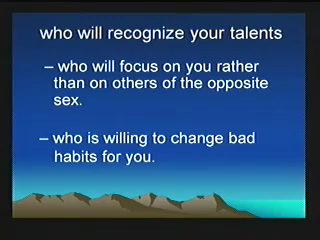 who will recognize your talents
– who will focus on you rather
than on others of the opposite
sex.
– who is willing to change bad
habits for you.